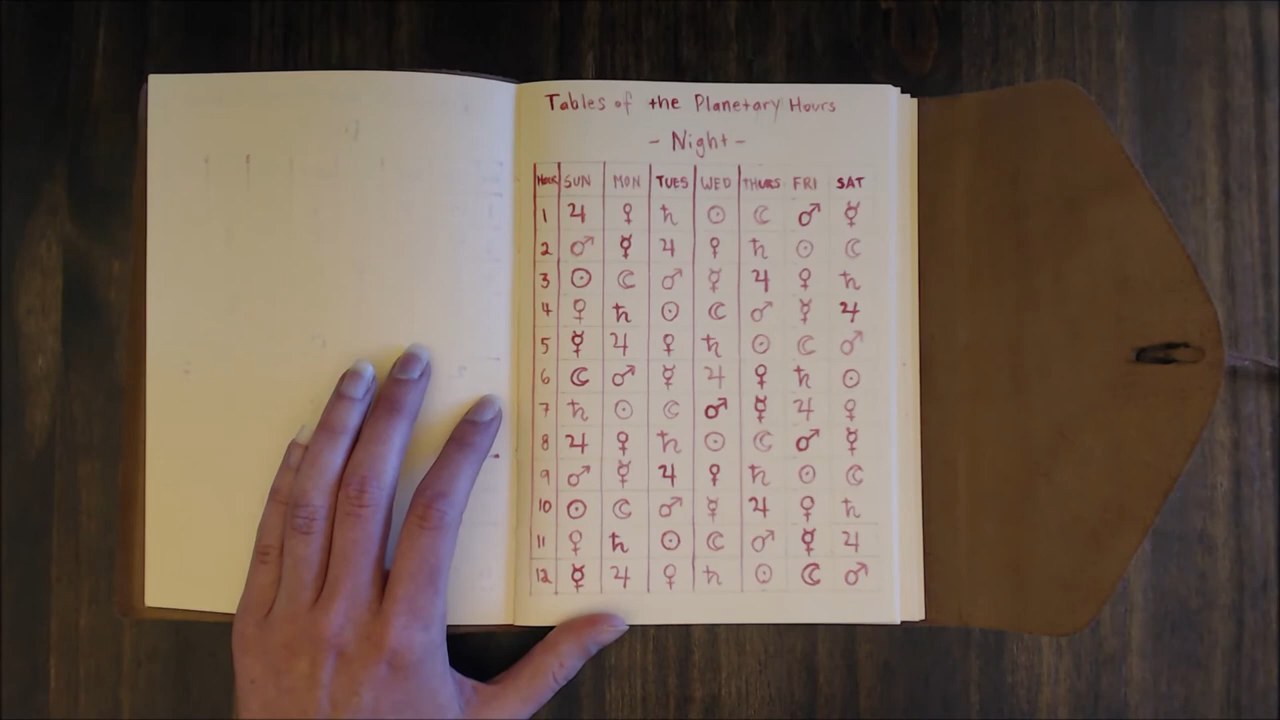 Tables of the Planetary Hours
- Night -
Hour SUN MON TUES WED THURS FRI SAT
1 ♃ ♀ ♄ ☉ ☾ ♂ ☿
2 ♂ ☿ ♃ ♀ ♄ ☉ ☾
3 ☉ ☾ ♂ ☿ ♃ ♀ ♄
4 ♀ ♄ ☉ ☾ ♂ ☿ ♃
5 ☿ ♃ ♀ ♄ ☉ ☾ ♂
6 ☾ ♂ ☿ ♃ ♀ ♄ ☉
7 ♄ ☉ ☾ ♂ ☿ ♃ ♀
8 ♃ ♀ ♄ ☉ ☾ ♂ ☿
9 ♂ ☿ ♃ ♀ ♄ ☉ ☾
10 ☉ ☾ ♂ ☿ ♃ ♀ ♄
11 ♀ ♄ ☉ ☾ ♂ ☿ ♃
12 ☿ ♃ ♀ ♄ ☉ ☾ ♂